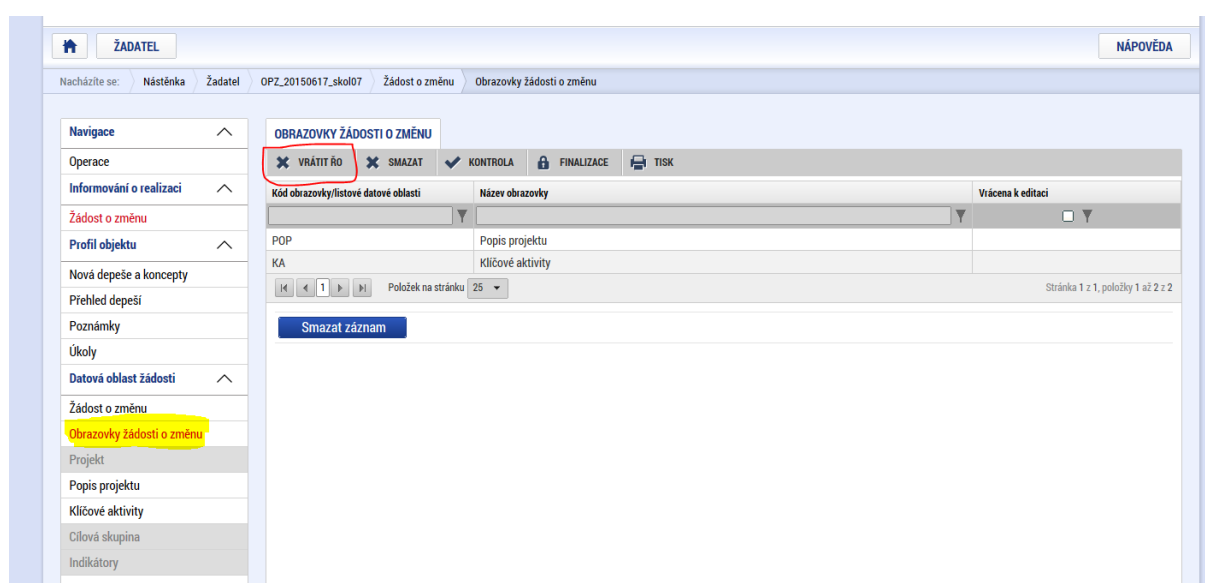 ŽADATEL
NÁPOVĚDA
Nacházíte se: Nástěnka Žadatel OPZ_20150617_skol07 Žádost o změnu Obrazovky žádosti o změnu
Navigace
Operace
Informování o realizaci
Žádost o změnu
Profil objektu
Nová depeše a koncepty
Přehled depeší
Poznámky
Úkoly
Datová oblast žádosti
Žádost o změnu
Obrazovky žádosti o změnu
Projekt
Popis projektu
Klíčové aktivity
Cílová skupina
Indikátory
OBRAZOVKY ŽÁDOSTI O ZMĚNU
VRÁTIT ŘO SMAZAT KONTROLA FINALIZACE TISK
Kód obrazovky/listové datové oblasti Název obrazovky Vrácena k editaci
POP Popis projektu
KA Klíčové aktivity
1 Položek na stránku 25 Stránka 1 z 1, položky 1 až 2 z 2
Smazat záznam